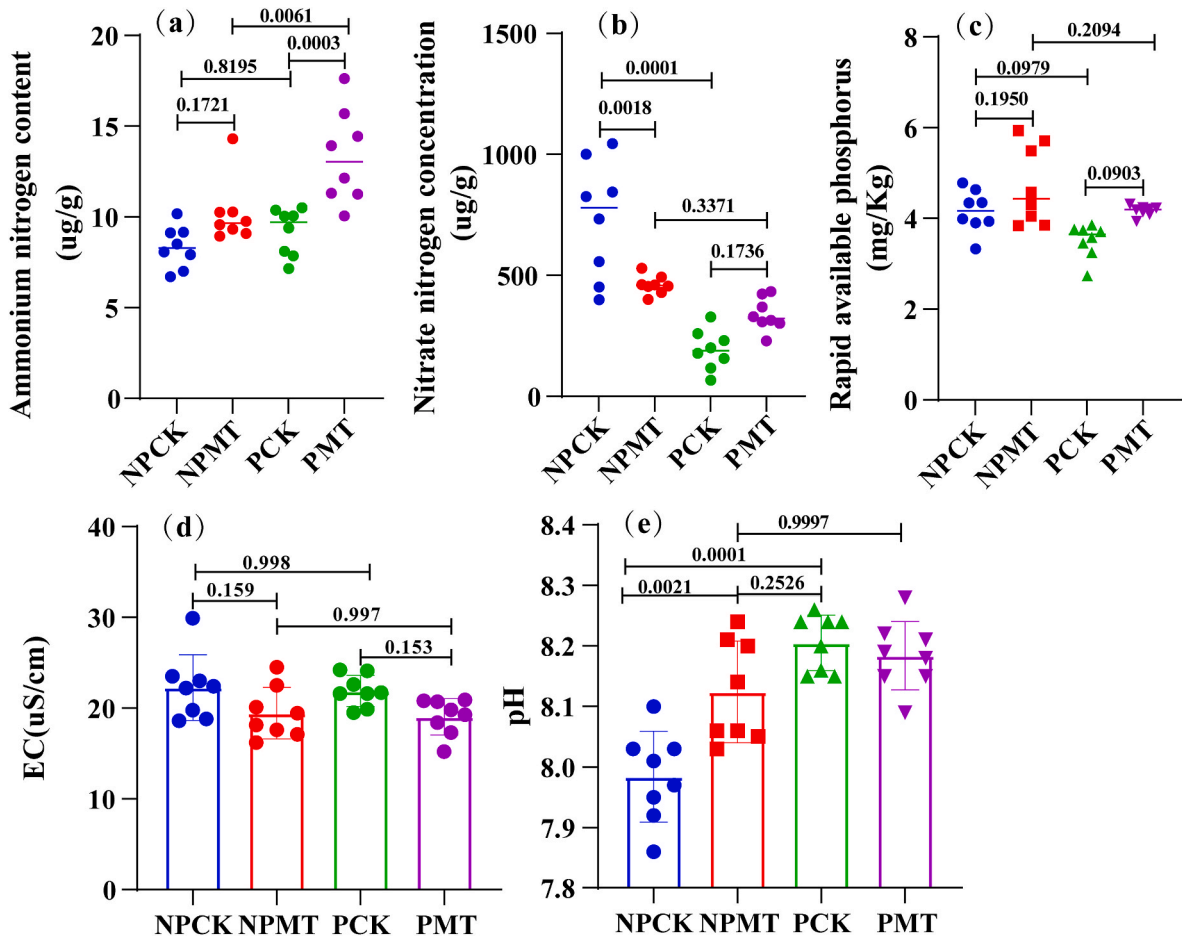 (a)
Ammonium nitrogen content
(ug/g)
20
15
10
5
0
0.0061
0.0003
0.8195
0.1721
NPCK
NPMT
PCK
PMT
(b)
Nitrate nitrogen concentration
(ug/g)
1500
1000
500
0
0.0001
0.0018
0.3371
0.1736
NPCK
NPMT
PCK
PMT
(c)
Rapid available phosphorus
(mg/Kg)
8
6
4
2
0
0.2094
0.0979
0.1950
0.0903
NPCK
NPMT
PCK
PMT
(d)
EC(uS/cm)
40
30
20
10
0
0.998
0.159
0.997
0.153
NPCK
NPMT
PCK
PMT
(e)
pH
8.4
8.3
8.2
8.1
8.0
7.9
7.8
0.9997
0.0001
0.0021
0.2526
NPCK
NPMT
PCK
PMT